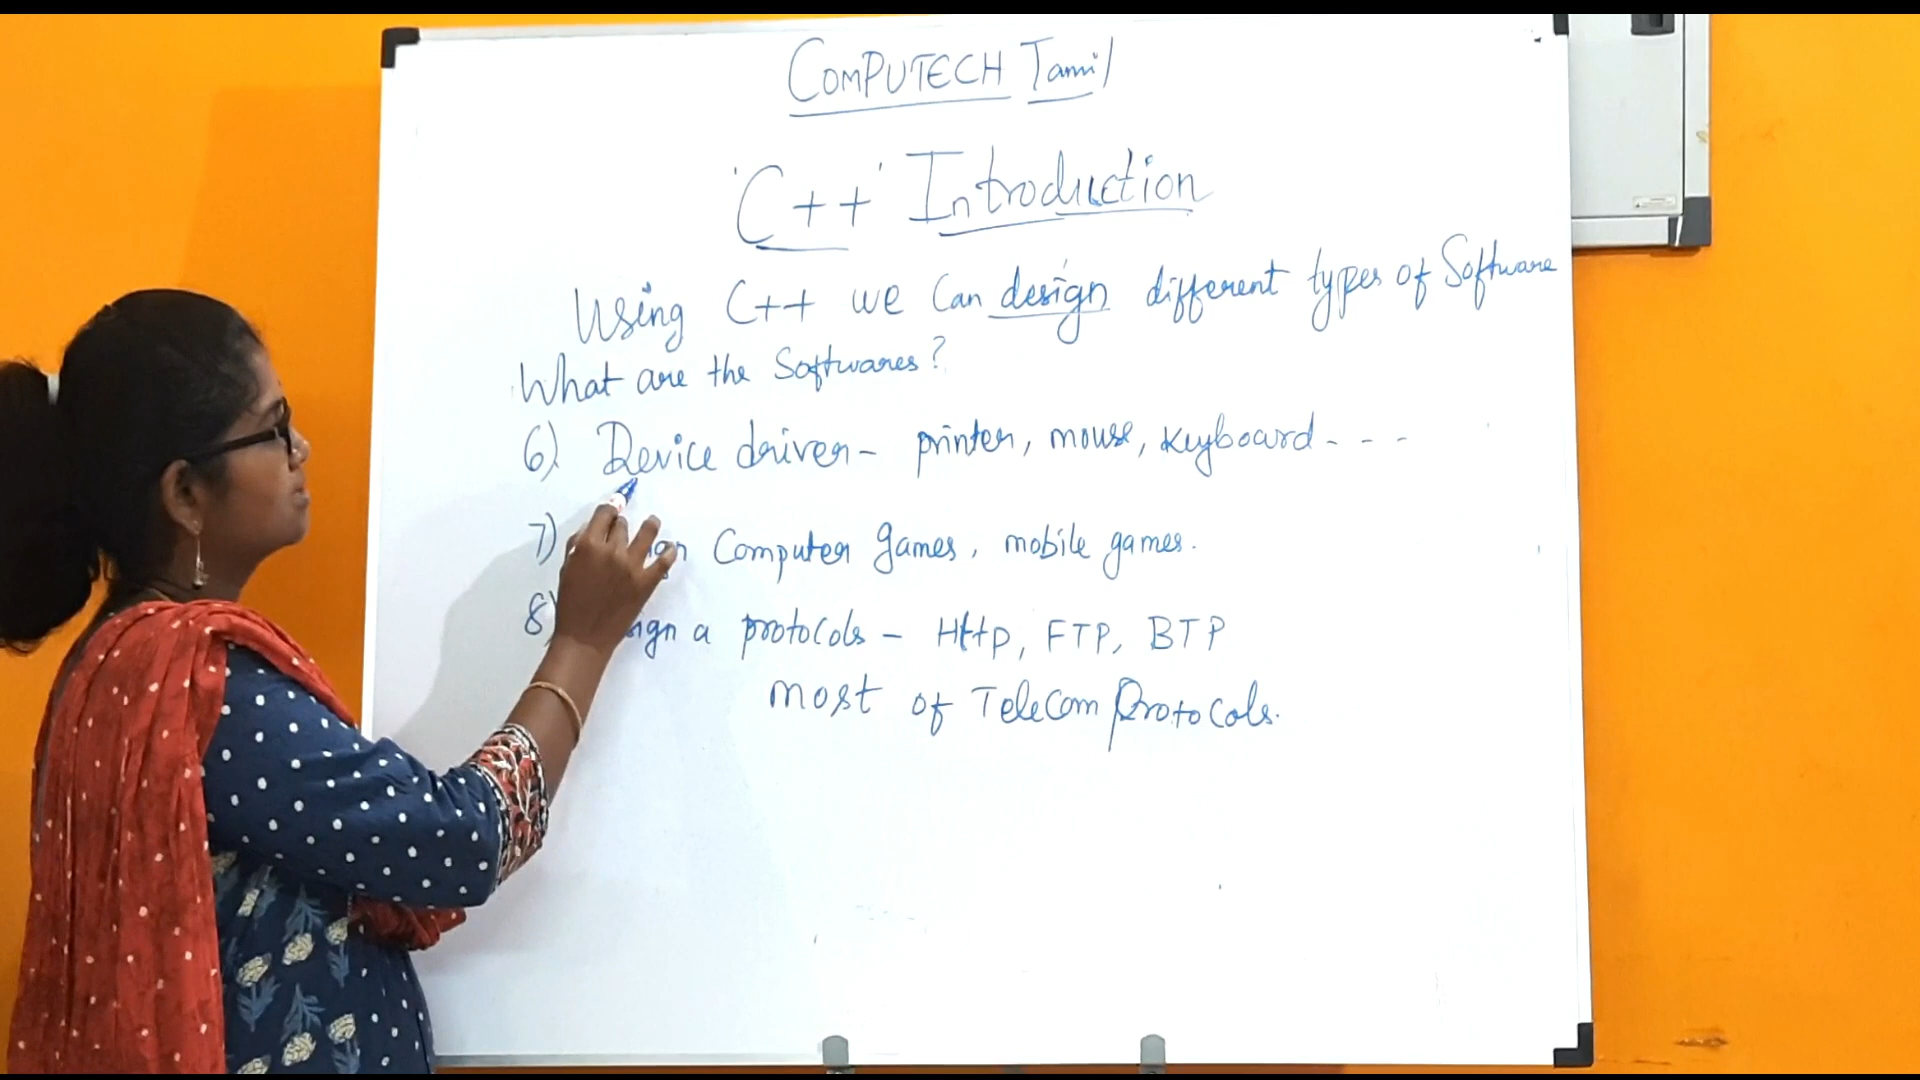 COMPUTECH Tamil
'C++' Introduction
Using C++ we Can design different types of Software
What are the Softwares?
6) Device driver - printer, mouse, keyboard - - -
7) Computer games, mobile games.
8) a protocols - Http, FTP, BTP
most of Telecom Protocols.